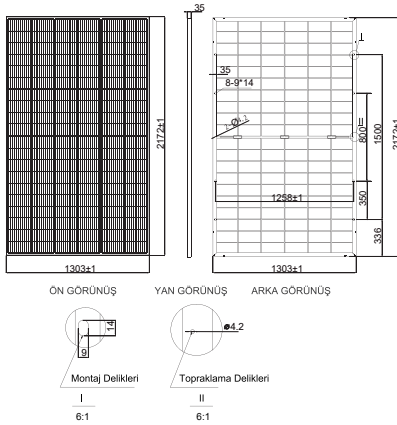 35
I
35
8-9*14
2-Ø4.2
II
800
1500
2172±1
2172±1
1258±1
350
336
1303±1
1303±1
ÖN GÖRÜNÜŞ
YAN GÖRÜNÜŞ
ARKA GÖRÜNÜŞ
14
9
ø4.2
Montaj Delikleri
Topraklama Delikleri
I
II
6:1
6:1